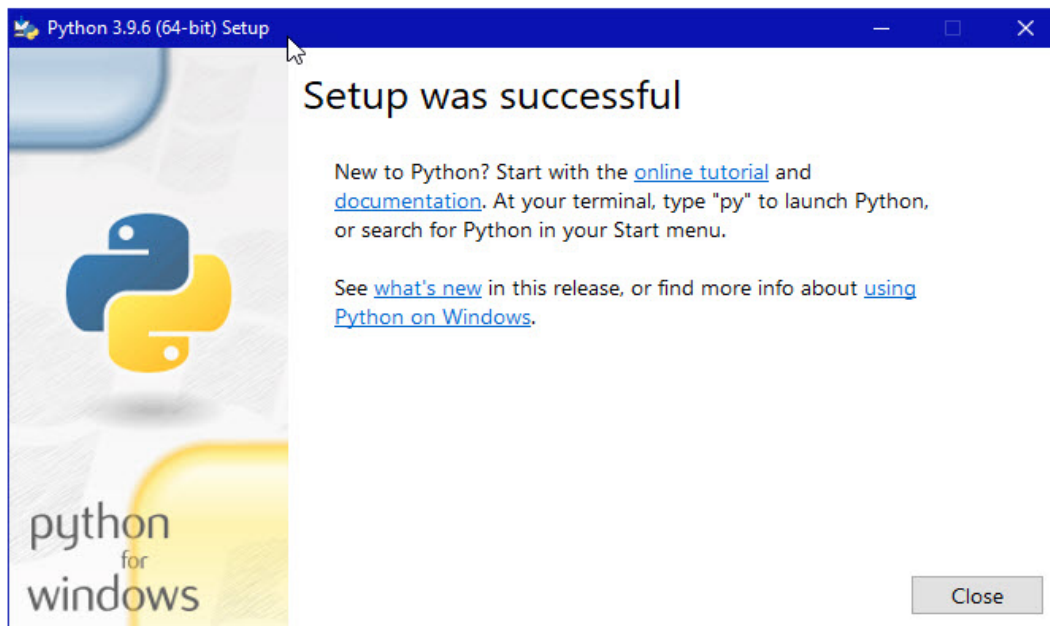 Python 3.9.6 (64-bit) Setup
Setup was successful
New to Python? Start with the online tutorial and
documentation. At your terminal, type "py" to launch Python,
or search for Python in your Start menu.
See what's new in this release, or find more info about using
Python on Windows.
python
for
windows
Close